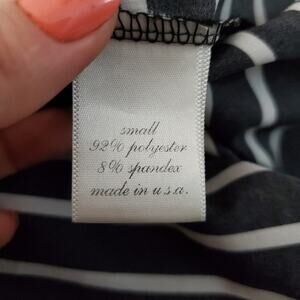 small
92% polyester
8% spandex
made in u.s.a.